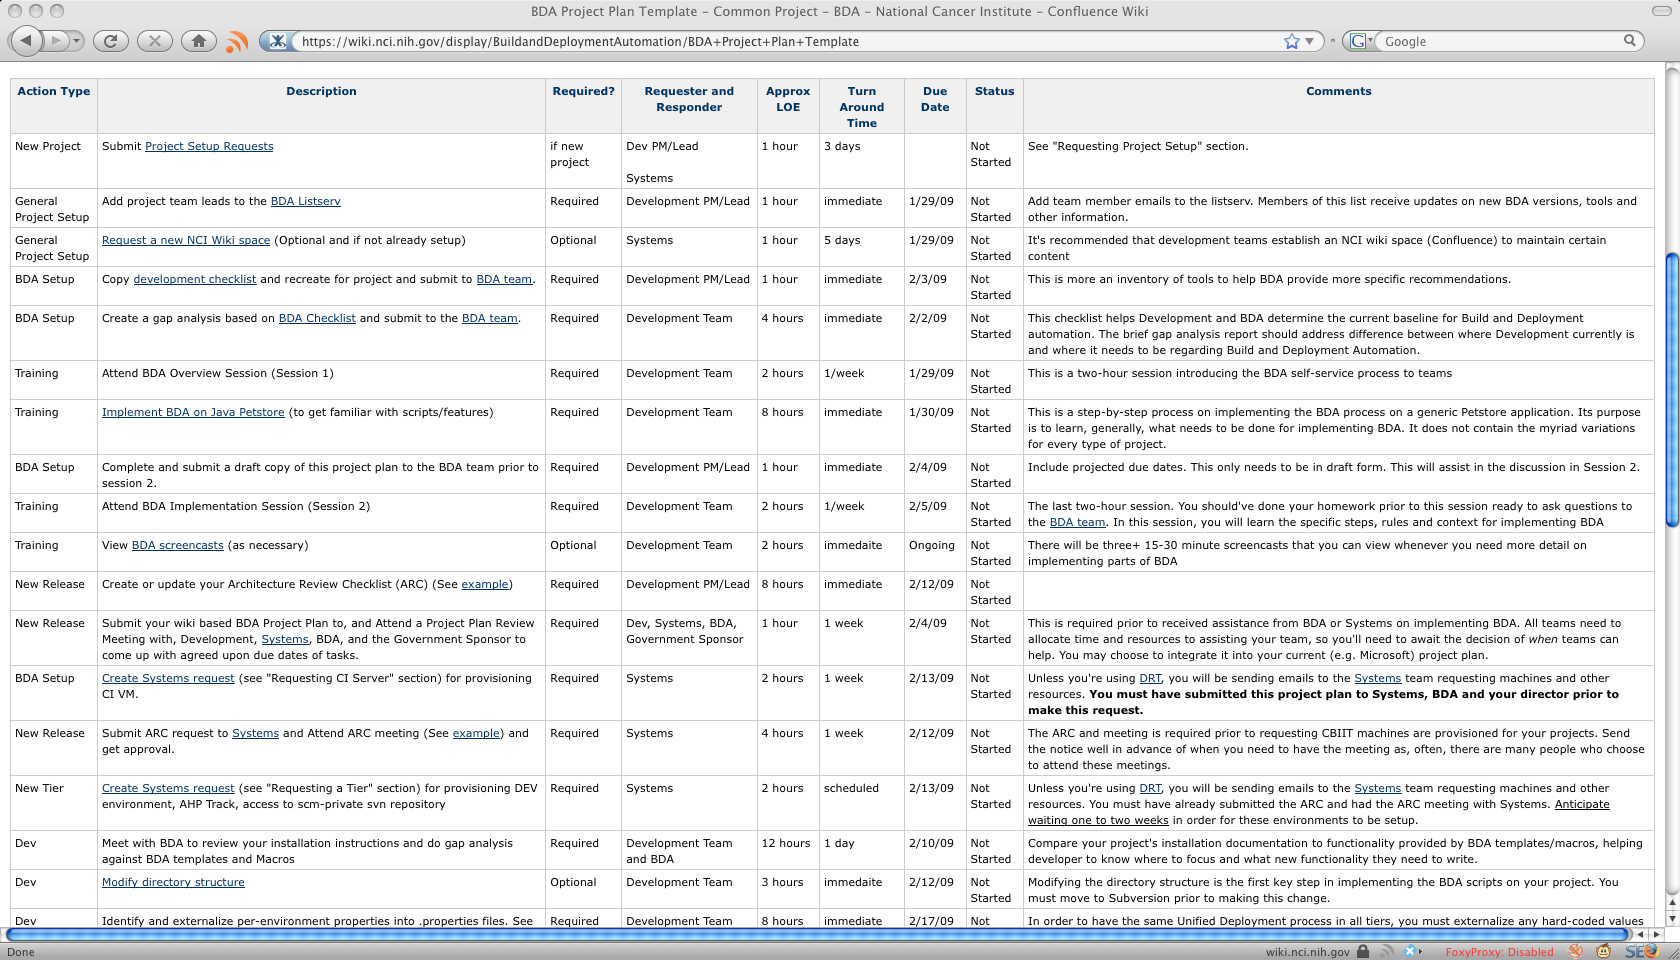 BDA Project Plan Template – Common Project – BDA – National Cancer Institute – Confluence Wiki
https://wiki.nci.nih.gov/display/BuildandDeploymentAutomation/BDA+Project+Plan+Template
Google
Action Type Description Required? Requester and Responder Approx LOE Turn Around Time Due Date Status Comments
New Project Submit Project Setup Requests if new project Dev PM/Lead Systems 1 hour 3 days Not Started See "Requesting Project Setup" section.
General Project Setup Add project team leads to the BDA Listserv Required Development PM/Lead 1 hour immediate 1/29/09 Not Started Add team member emails to the listserv. Members of this list receive updates on new BDA versions, tools and other information.
General Project Setup Request a new NCI Wiki space (Optional and if not already setup) Optional Systems 1 hour 5 days 1/29/09 Not Started It's recommended that development teams establish an NCI wiki space (Confluence) to maintain certain content
BDA Setup Copy development checklist and recreate for project and submit to BDA team. Required Development PM/Lead 1 hour immediate 2/3/09 Not Started This is more an inventory of tools to help BDA provide more specific recommendations.
BDA Setup Create a gap analysis based on BDA Checklist and submit to the BDA team. Required Development Team 4 hours immediate 2/2/09 Not Started This checklist helps Development and BDA determine the current baseline for Build and Deployment automation. The brief gap analysis report should address difference between where Development currently is and where it needs to be regarding Build and Deployment Automation.
Training Attend BDA Overview Session (Session 1) Required Development Team 2 hours 1/week 1/29/09 Not Started This is a two-hour session introducing the BDA self-service process to teams
Training Implement BDA on Java Petstore (to get familiar with scripts/features) Required Development Team 8 hours immediate 1/30/09 Not Started This is a step-by-step process on implementing the BDA process on a generic Petstore application. Its purpose is to learn, generally, what needs to be done for implementing BDA. It does not contain the myriad variations for every type of project.
BDA Setup Complete and submit a draft copy of this project plan to the BDA team prior to session 2. Required Development PM/Lead 1 hour immediate 2/4/09 Not Started Include projected due dates. This only needs to be in draft form. This will assist in the discussion in Session 2.
Training Attend BDA Implementation Session (Session 2) Required Development Team 2 hours 1/week 2/5/09 Not Started The last two-hour session. You should've done your homework prior to this session ready to ask questions to the BDA team. In this session, you will learn the specific steps, rules and context for implementing BDA
Training View BDA screencasts (as necessary) Optional Development Team 2 hours immedaite Ongoing Not Started There will be three+ 15-30 minute screencasts that you can view whenever you need more detail on implementing parts of BDA
New Release Create or update your Architecture Review Checklist (ARC) (See example) Required Development PM/Lead 8 hours immediate 2/12/09 Not Started
New Release Submit your wiki based BDA Project Plan to, and Attend a Project Plan Review Meeting with, Development, Systems, BDA, and the Government Sponsor to come up with agreed upon due dates of tasks. Required Dev, Systems, BDA, Government Sponsor 1 hour 1 week 2/4/09 Not Started This is required prior to received assistance from BDA or Systems on implementing BDA. All teams need to allocate time and resources to assisting your team, so you'll need to await the decision of when teams can help. You may choose to integrate it into your current (e.g. Microsoft) project plan.
BDA Setup Create Systems request (see "Requesting CI Server" section) for provisioning CI VM. Required Systems 2 hours 1 week 2/13/09 Not Started Unless you're using DRT, you will be sending emails to the Systems team requesting machines and other resources. You must have submitted this project plan to Systems, BDA and your director prior to make this request.
New Release Submit ARC request to Systems and Attend ARC meeting (See example) and get approval. Required Systems 4 hours 1 week 2/12/09 Not Started The ARC and meeting is required prior to requesting CBIIT machines are provisioned for your projects. Send the notice well in advance of when you need to have the meeting as, often, there are many people who choose to attend these meetings.
New Tier Create Systems request (see "Requesting a Tier" section) for provisioning DEV environment, AHP Track, access to scm-private svn repository Required Systems 2 hours scheduled 2/13/09 Not Started Unless you're using DRT, you will be sending emails to the Systems team requesting machines and other resources. You must have already submitted the ARC and had the ARC meeting with Systems. Anticipate waiting one to two weeks in order for these environments to be setup.
Dev Meet with BDA to review your installation instructions and do gap analysis against BDA templates and Macros Required Development Team and BDA 12 hours 1 day 2/10/09 Not Started Compare your project's installation documentation to functionality provided by BDA templates/macros, helping developer to know where to focus and what new functionality they need to write.
Dev Modify directory structure Optional Development Team 3 hours immedaite 2/12/09 Not Started Modifying the directory structure is the first key step in implementing the BDA scripts on your project. You must move to Subversion prior to making this change.
Dev Identify and externalize per-environment properties into .properties files. See Required Development Team 8 hours immediate 2/17/09 Not In order to have the same Unified Deployment process in all tiers, you must externalize any hard-coded values
Done wiki.nci.nih.gov FoxyProxy: Disabled SEO